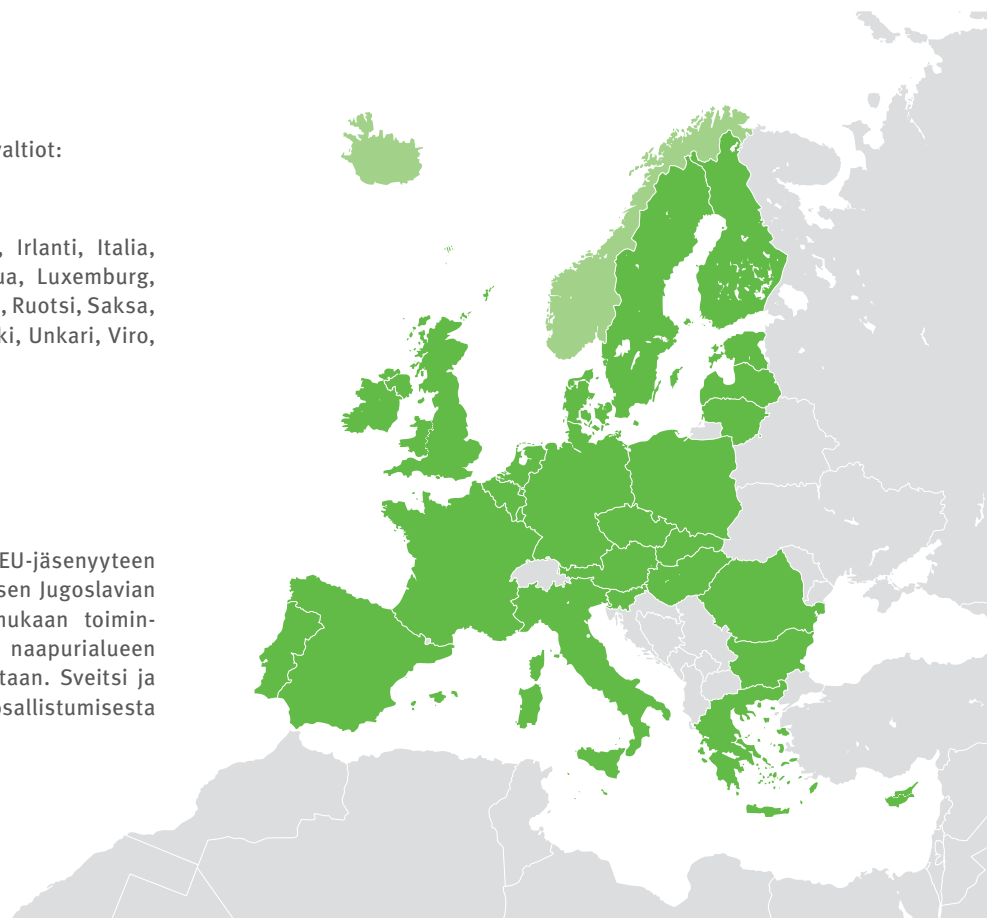 valtiot:
, Irlanti, Italia,
ua, Luxemburg,
, Ruotsi, Saksa,
ki, Unkari, Viro,
EU-jäsenyyteen
sen Jugoslavian
mukaan toimin-
naapurialueen
taan. Sveitsi ja
osallistumisesta